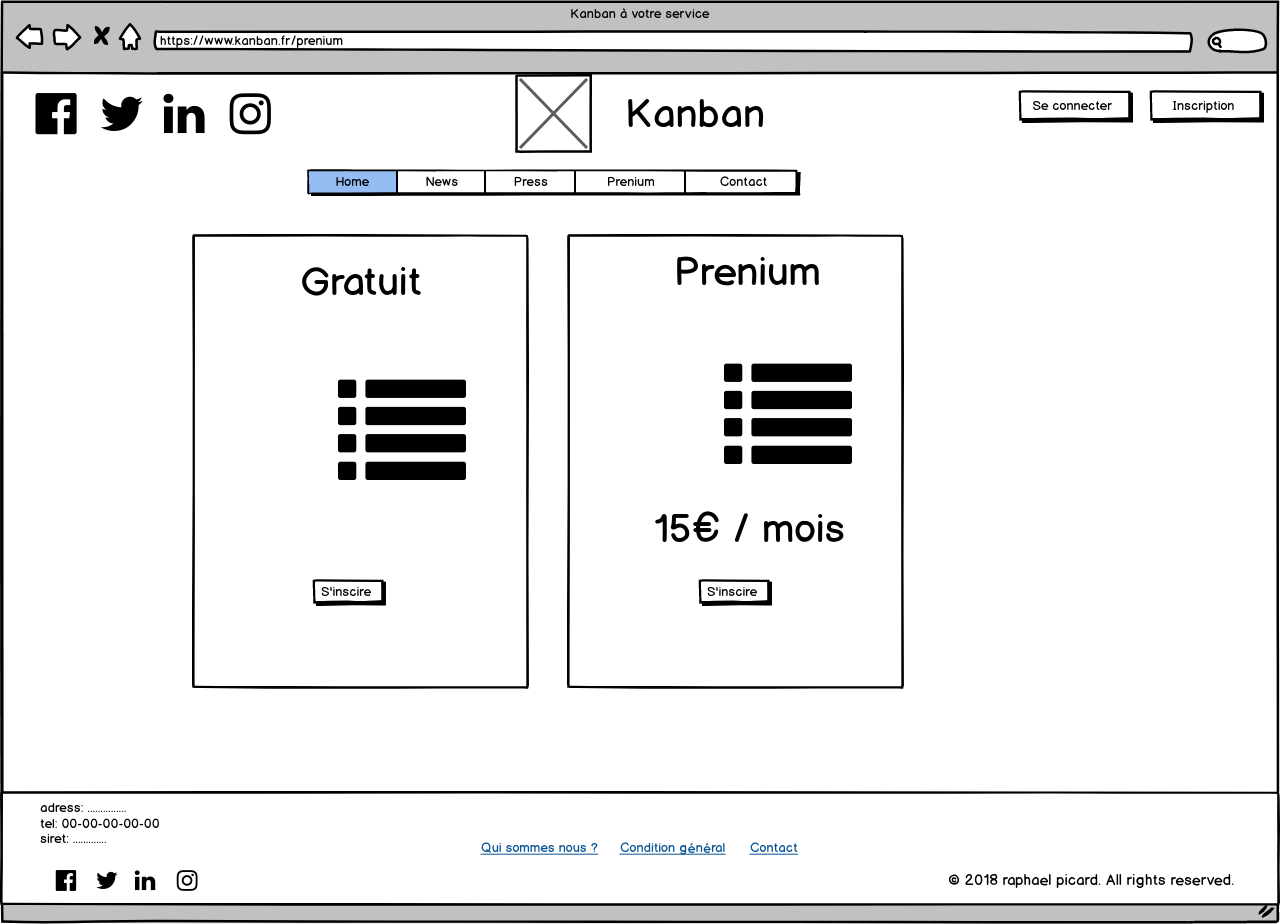 Kanban à votre service
https://www.kanban.fr/prenium
Kanban
Se connecter
Inscription
Home
News
Press
Prenium
Contact
Gratuit
S'inscire
Prenium
15€ / mois
S'inscire
adress: ...............
tel: 00-00-00-00-00
siret: .............
Qui sommes nous ?
Condition général
Contact
© 2018 raphael picard. All rights reserved.